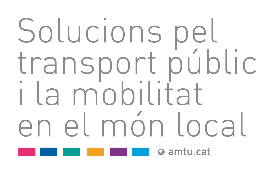 Solucions pel
transport públic
i la mobilitat
en el món local
amtu.cat